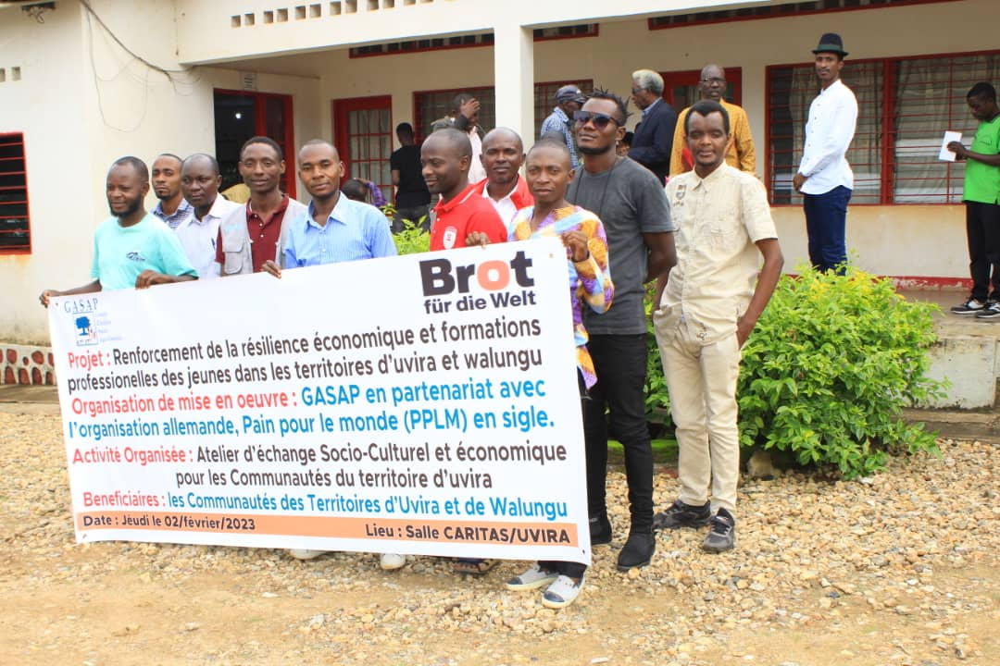 GASAP
Brot
für die Welt
Projet : Renforcement de la résilience économique et formations
professionelles des jeunes dans les territoires d'uvira et walungu
Organisation de mise en oeuvre : GASAP en partenariat avec
l'organisation allemande, Pain pour le monde (PPLM) en sigle.
Activité Organisée : Atelier d'échange Socio-Culturel et économique
pour les Communautés du territoire d'uvira
Beneficiaires : les Communautés des Territoires d'Uvira et de Walungu
Date : Jéudi le 02/février/2023 Lieu : Salle CARITAS/UVIRA